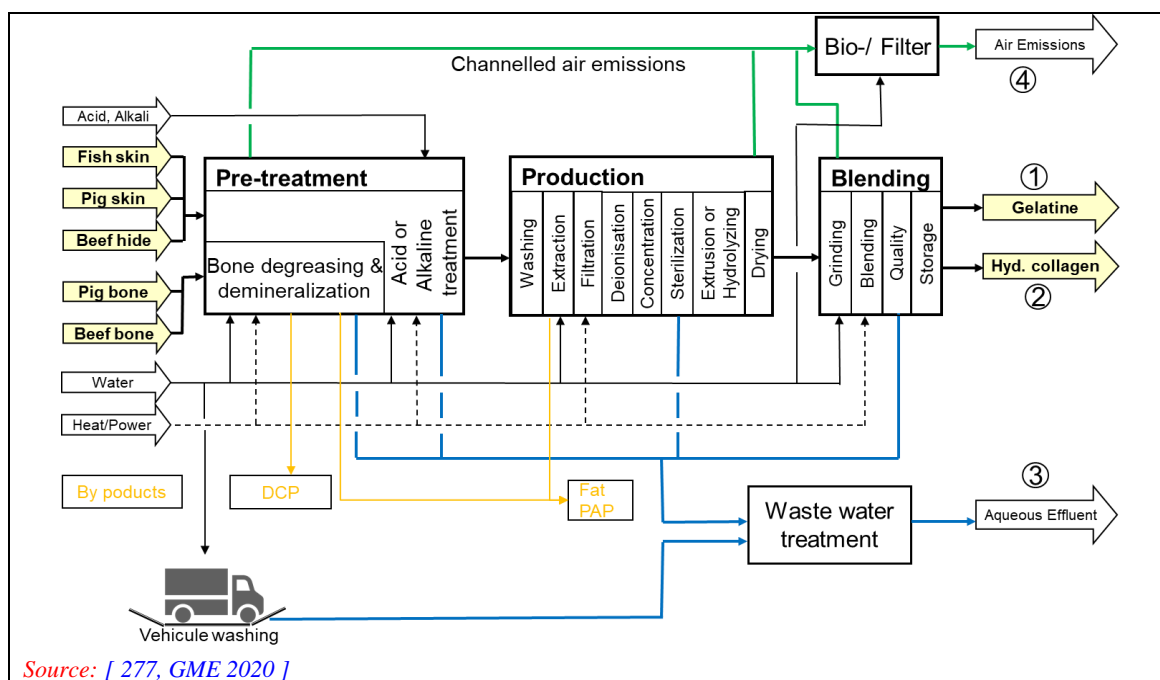 Bio-/ Filter
Air Emissions
④
Channelled air emissions
Acid, Alkali
Fish skin
Pig skin
Beef hide
Pig bone
Beef bone
Water
Heat/Power
Pre-treatment
Bone degreasing &
demineralization
Acid or
Alkaline
treatment
Production
Washing
Extraction
Filtration
Deionisation
Concentration
Sterilization
Extrusion or
Hydrolyzing
Drying
Blending
Grinding
Blending
Quality
Storage
①
Gelatine
Hyd. collagen
②
By poducts
DCP
Fat
PAP
③
Waste water
treatment
Aqueous Effluent
Vehicule washing
Source: [ 277, GME 2020 ]